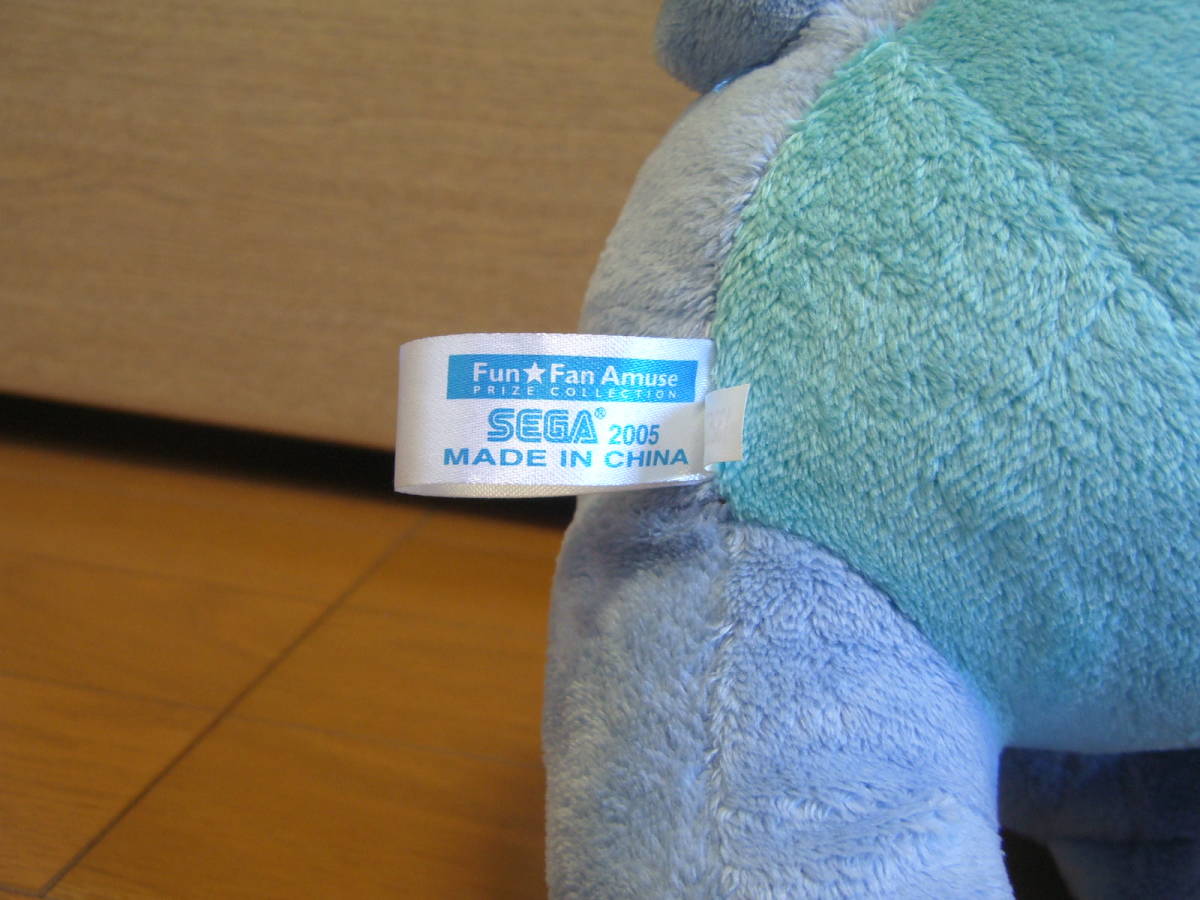 Fun★Fan Amuse
PRIZE COLLECTION
SEGA® 2005
MADE IN CHINA